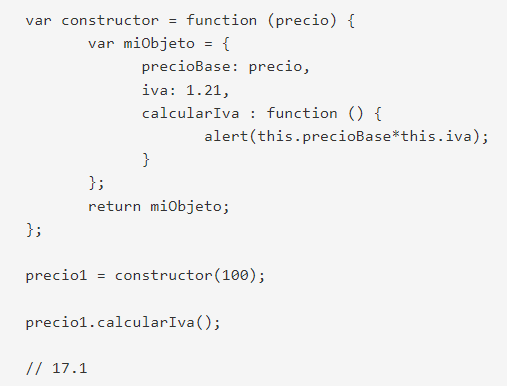 var constructor = function (precio) {
var miObjeto = {
precioBase: precio,
iva: 1.21,
calcularIva : function () {
alert(this.precioBase*this.iva);
}
};
return miObjeto;
};
precio1 = constructor(100);
precio1.calcularIva();
// 17.1